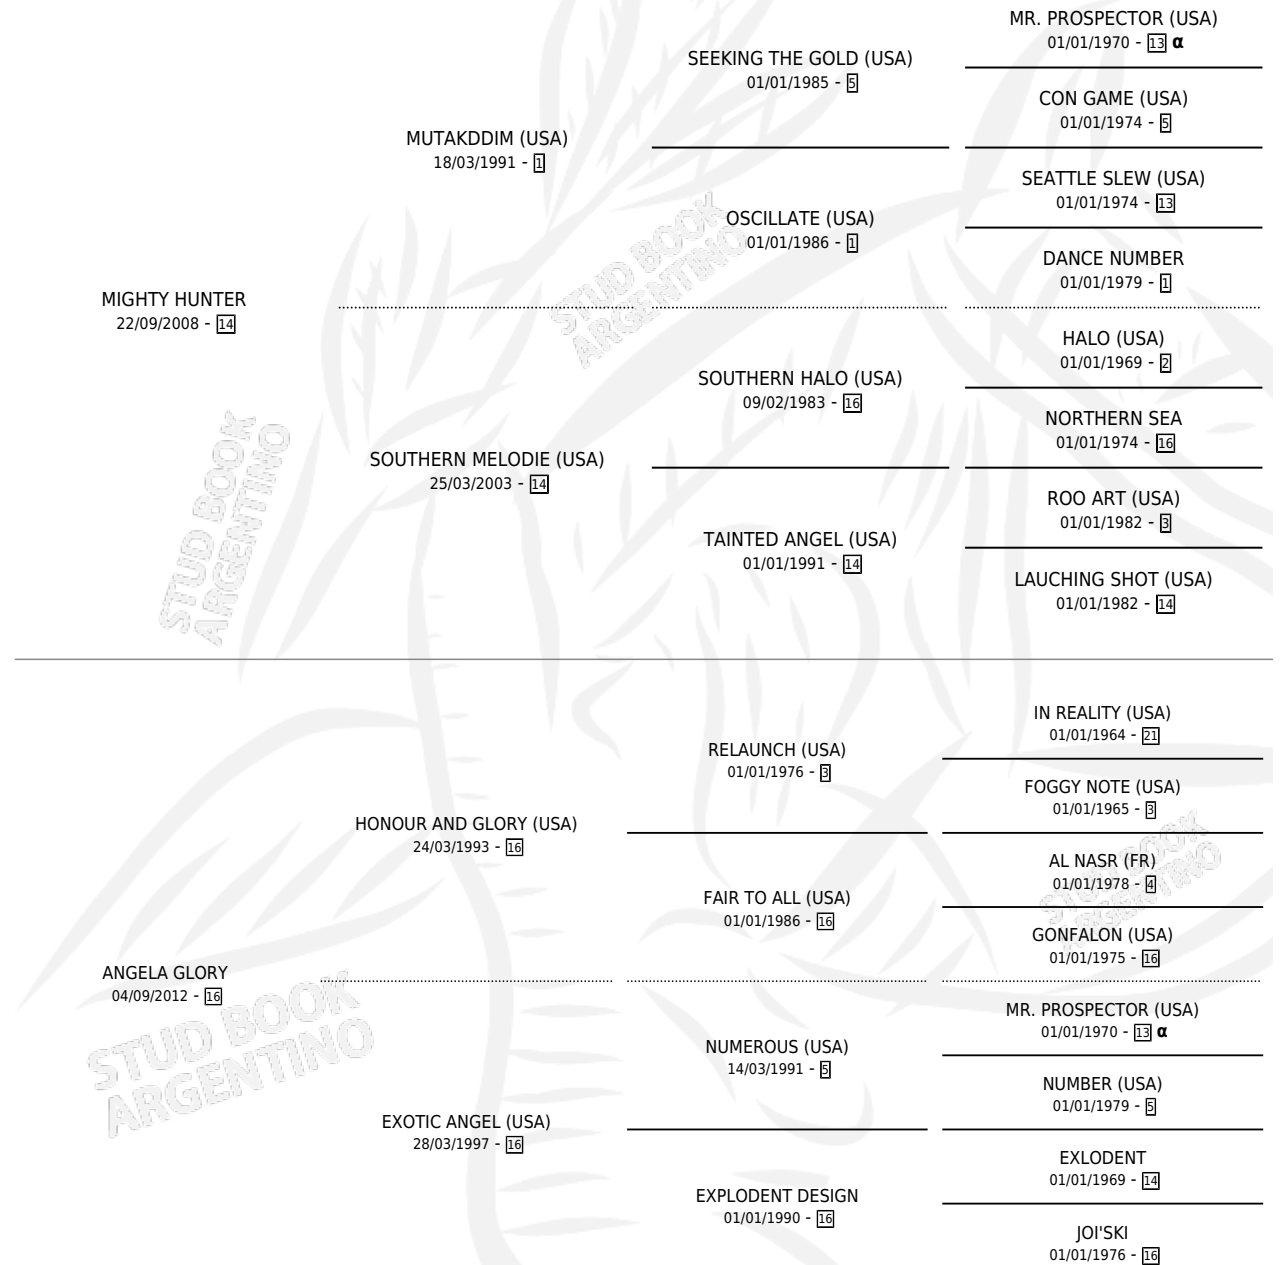 MR. PROSPECTOR (USA)
01/01/1970 - 13 α
SEEKING THE GOLD (USA)
01/01/1985 - 5
CON GAME (USA)
01/01/1974 - 5
MUTAKDDIM (USA)
18/03/1991 - 1
SEATTLE SLEW (USA)
01/01/1974 - 13
OSCILLATE (USA)
01/01/1986 - 1
DANCE NUMBER
01/01/1979 - 1
MIGHTY HUNTER
22/09/2008 - 14
HALO (USA)
01/01/1969 - 2
SOUTHERN HALO (USA)
09/02/1983 - 16
NORTHERN SEA
01/01/1974 - 16
SOUTHERN MELODIE (USA)
25/03/2003 - 14
ROO ART (USA)
01/01/1982 - 3
TAINTED ANGEL (USA)
01/01/1991 - 14
LAUCHING SHOT (USA)
01/01/1982 - 14
IN REALITY (USA)
01/01/1964 - 21
RELAUNCH (USA)
01/01/1976 - 3
FOGGY NOTE (USA)
01/01/1965 - 3
HONOUR AND GLORY (USA)
24/03/1993 - 16
AL NASR (FR)
01/01/1978 - 4
FAIR TO ALL (USA)
01/01/1986 - 16
GONFALON (USA)
01/01/1975 - 16
ANGELA GLORY
04/09/2012 - 16
MR. PROSPECTOR (USA)
01/01/1970 - 13 α
NUMEROUS (USA)
14/03/1991 - 5
NUMBER (USA)
01/01/1979 - 5
EXOTIC ANGEL (USA)
28/03/1997 - 16
EXLODENT
01/01/1969 - 14
EXPLODENT DESIGN
01/01/1990 - 16
JOI'SKI
01/01/1976 - 16
STUD BOOK
ARGENTINO
STUD BOOK
ARGENTINO
STUD BOOK
ARGENTINO
STUD BOOK
ARGENTINO